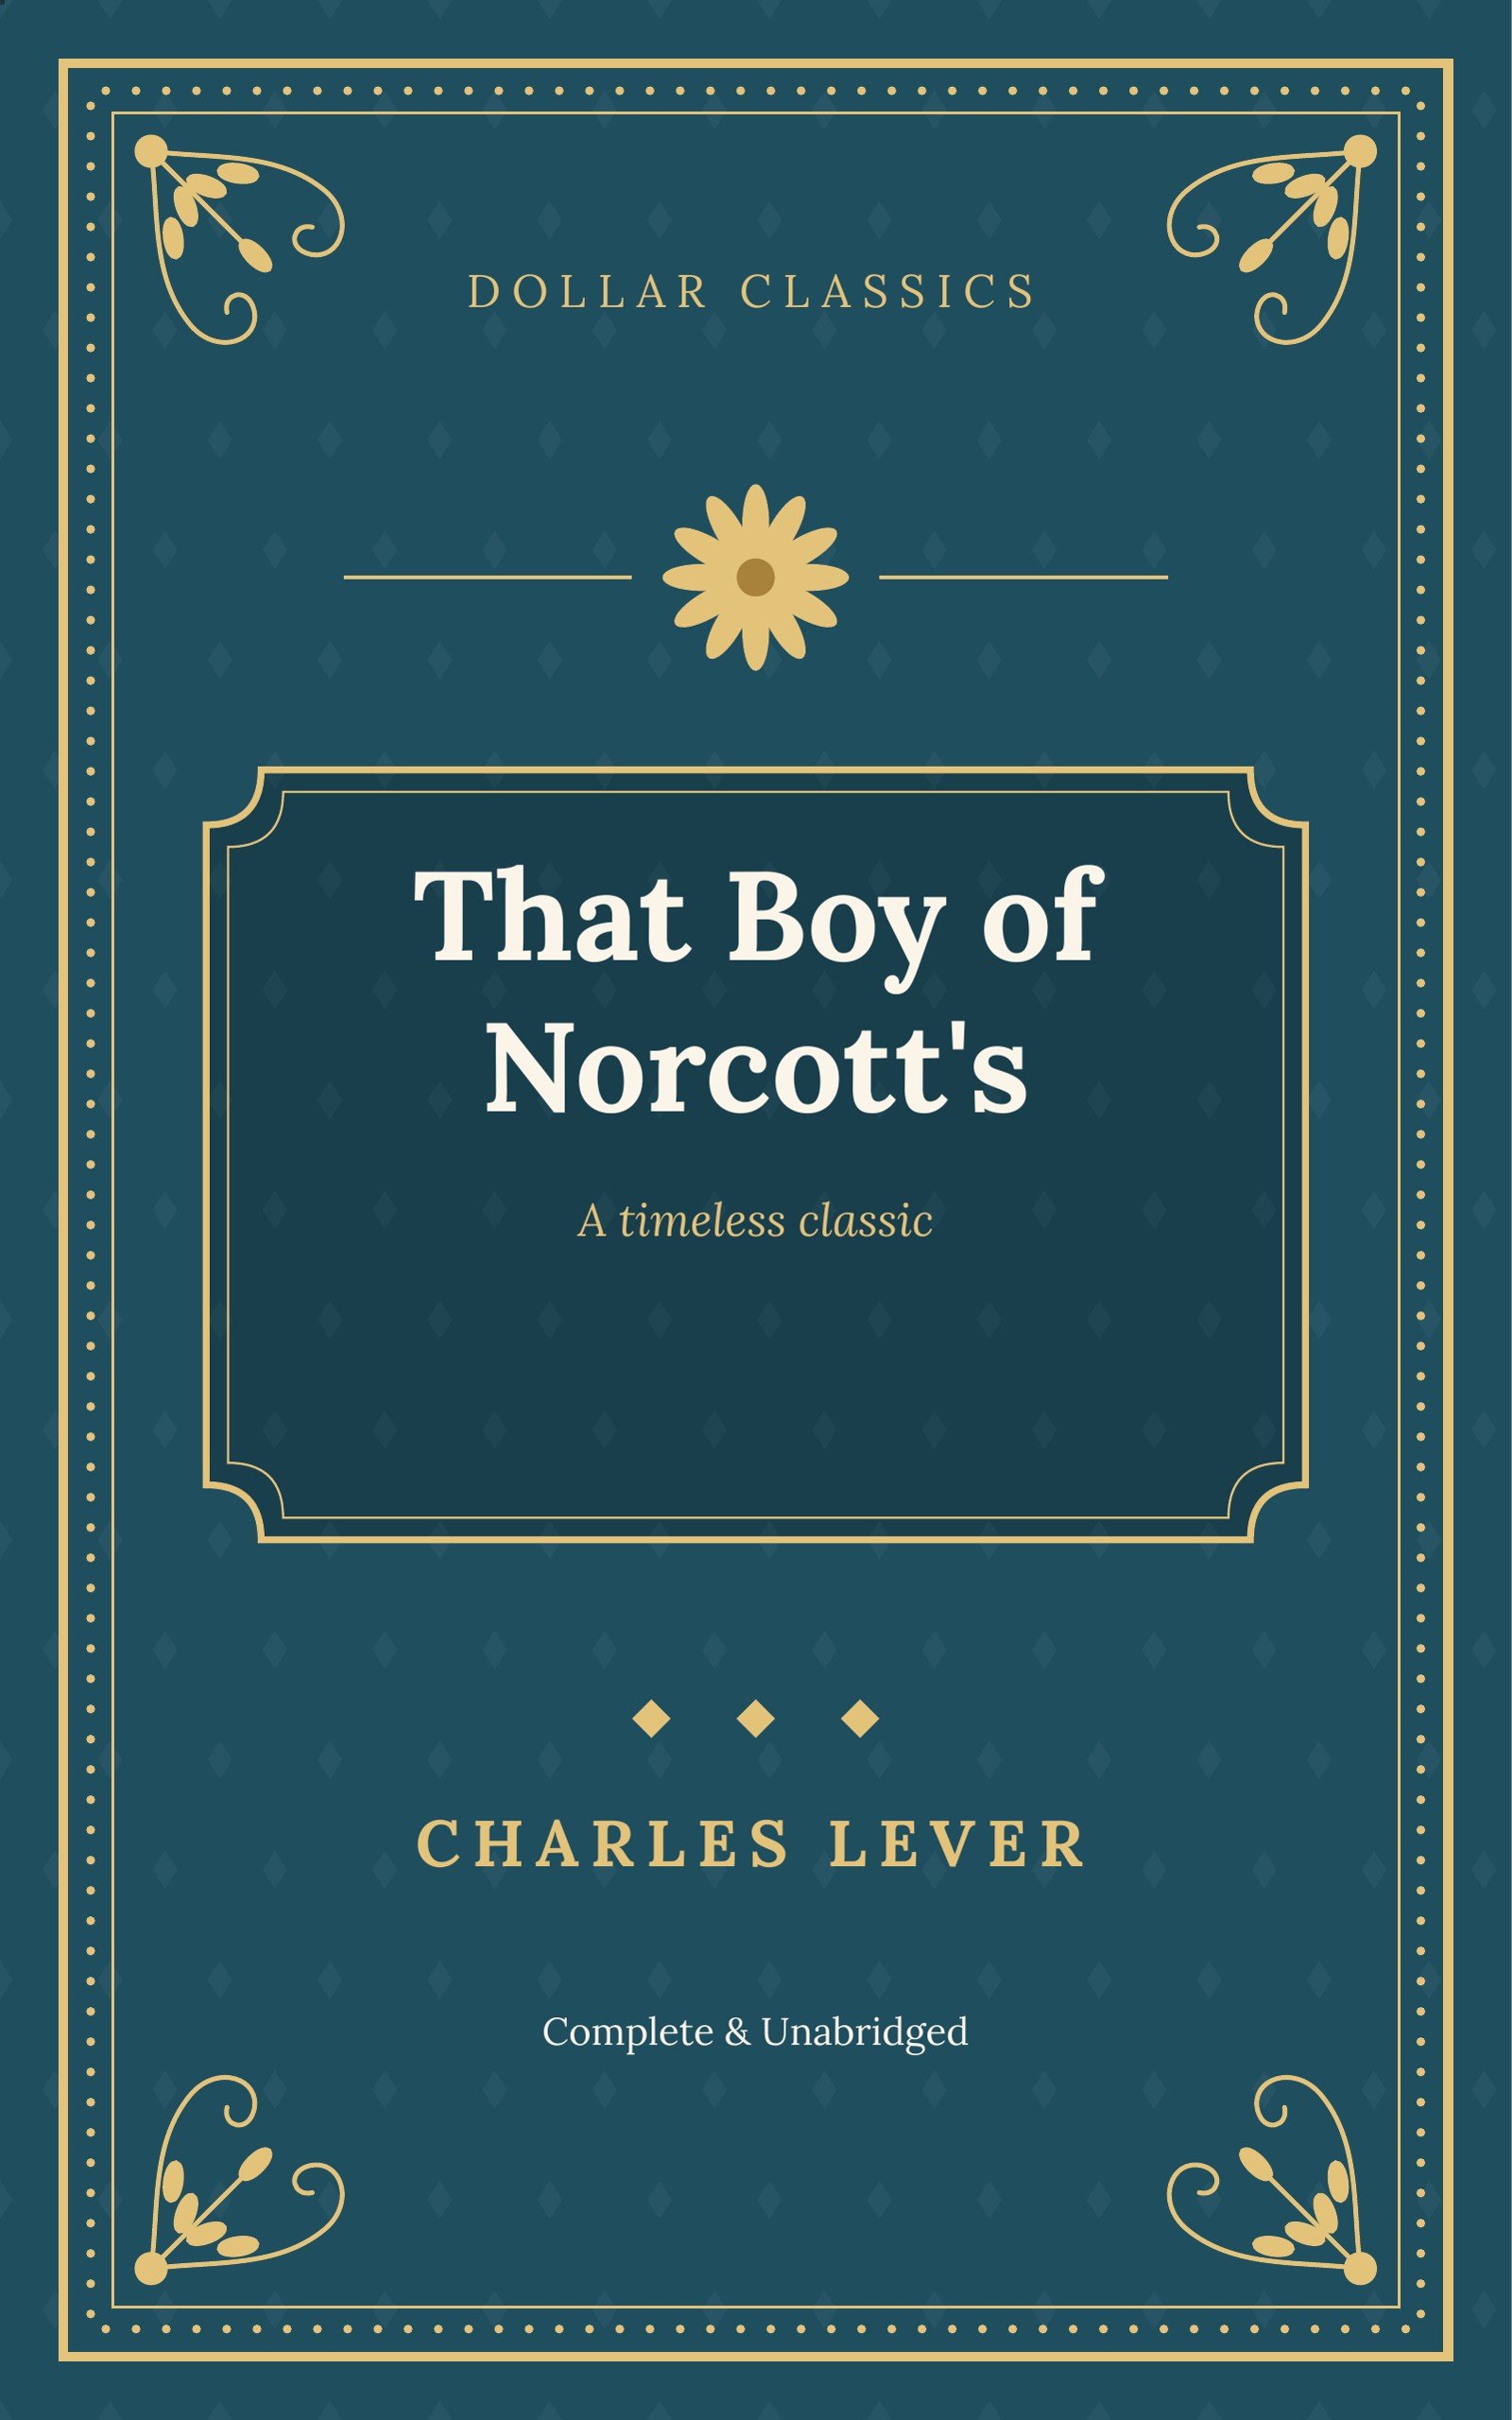 DOLLAR CLASSICS
That Boy of
Norcott's
A timeless classic
CHARLES LEVER
Complete & Unabridged